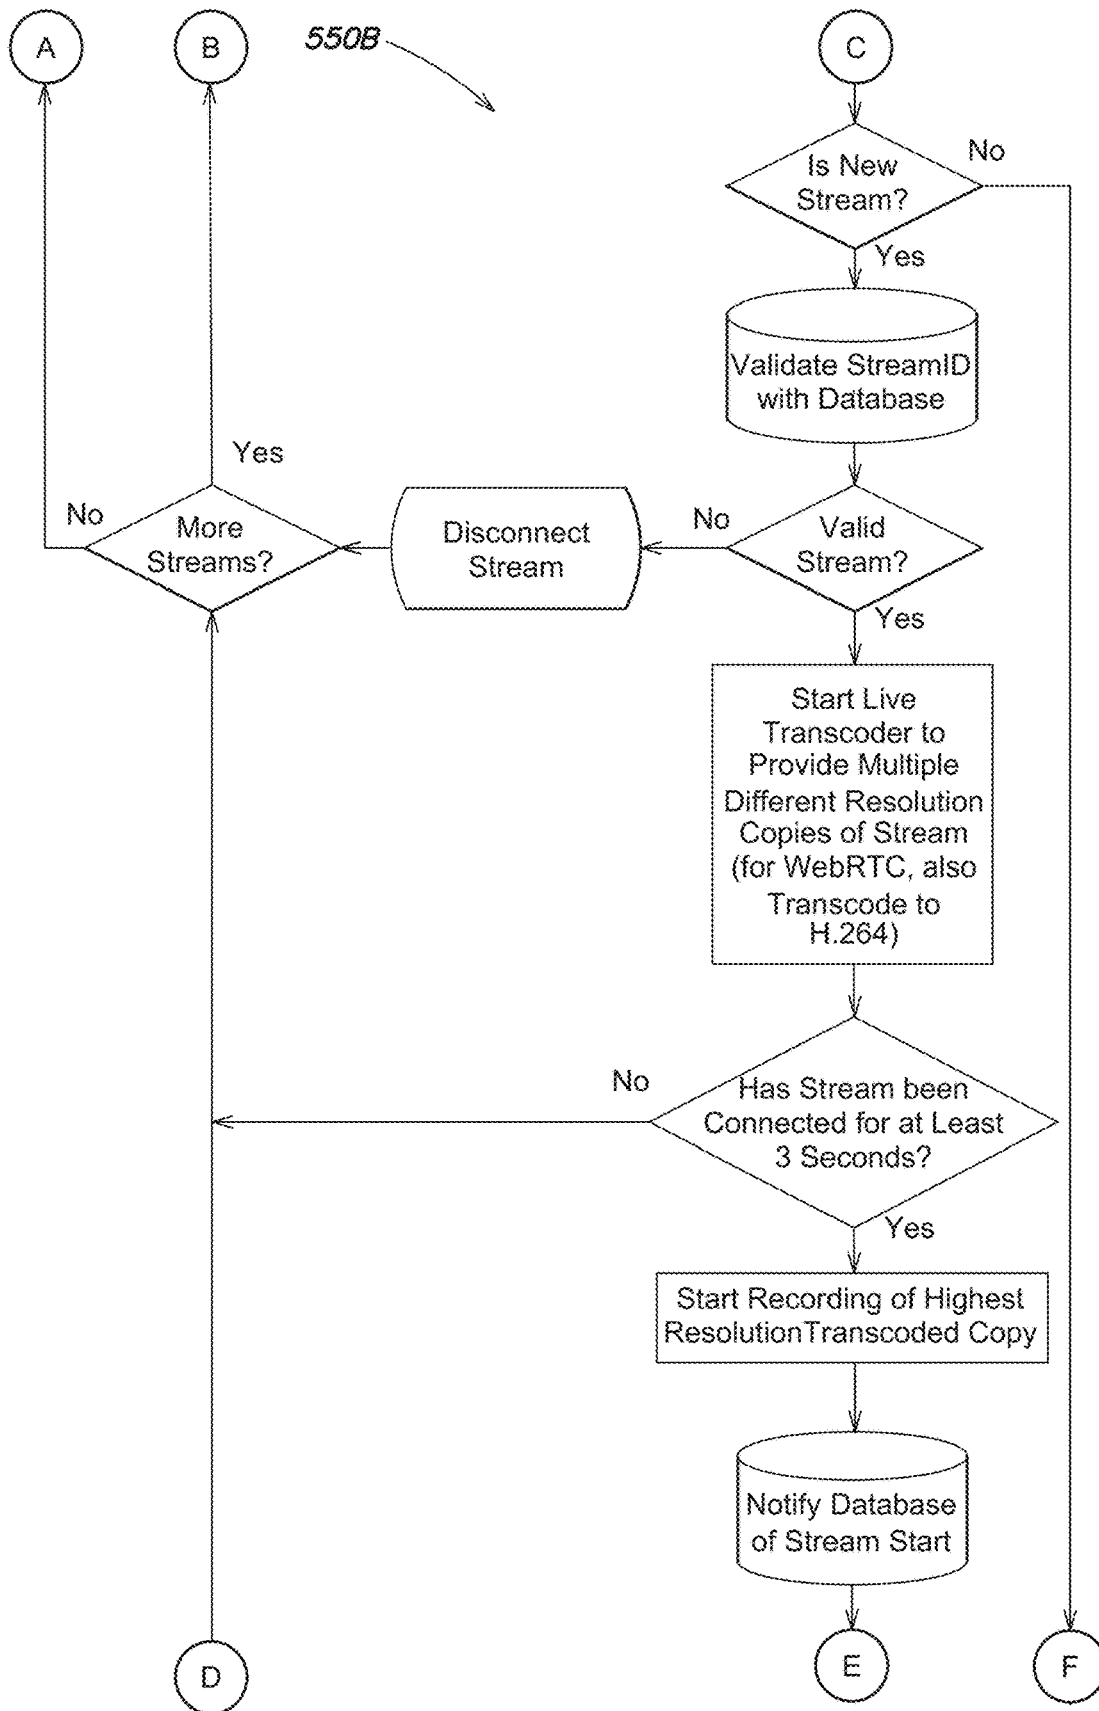 A
B
550B
C
Is New
Stream?
No
Yes
Validate StreamID
with Database
Yes
No
More
Streams?
Disconnect
Stream
No
Valid
Stream?
Yes
Start Live
Transcoder to
Provide Multiple
Different Resolution
Copies of Stream
(for WebRTC, also
Transcode to
H.264)
No
Has Stream been
Connected for at Least
3 Seconds?
Yes
Start Recording of Highest
ResolutionTranscoded Copy
Notify Database
of Stream Start
D
E
F